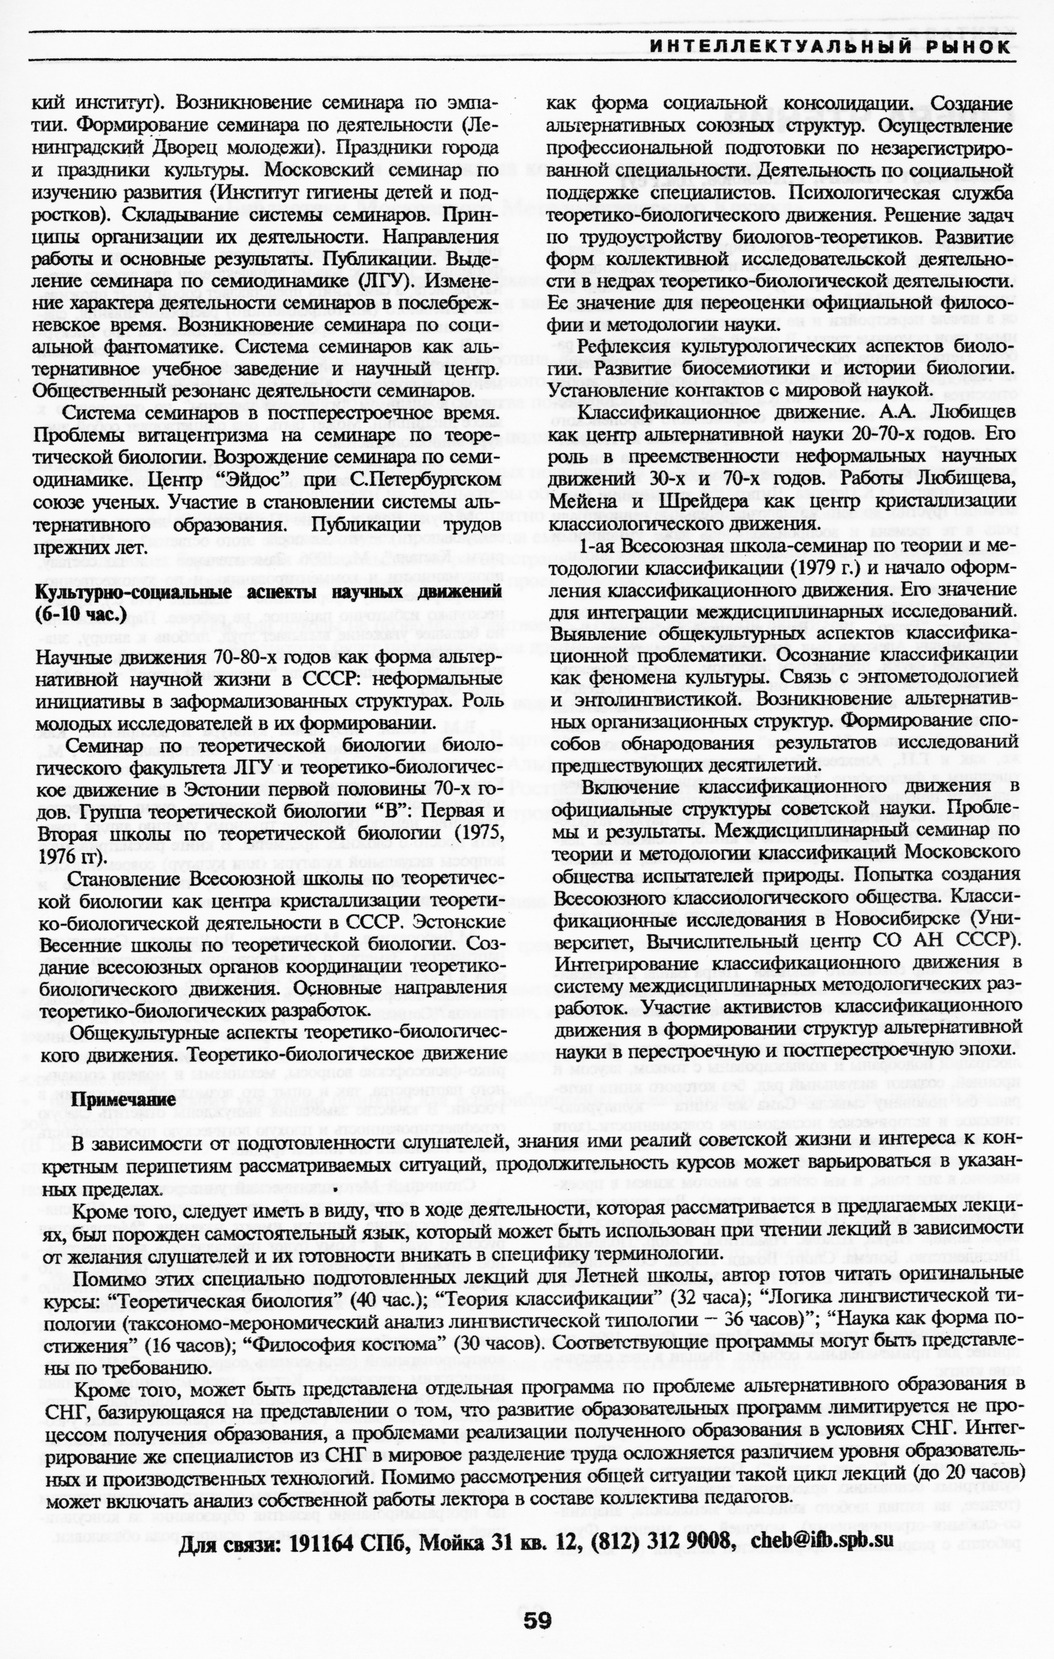 ИНТЕЛЛЕКТУАЛЬНЫЙ РЫНОК
кий институт). Возникновение семинара по эмпа-
тии. Формирование семинара по деятельности (Ле-
нинградский Дворец молодежи). Праздники города
и праздники культуры. Московский семинар по
изучению развития (Институт гигиены детей и под-
ростков). Складывание системы семинаров. Прин-
ципы организации их деятельности. Направления
работы и основные результаты. Публикации. Выде-
ление семинара по семиодинамике (ЛГУ). Измене-
ние характера деятельности семинаров в послебреж-
невское время. Возникновение семинара по соци-
альной фантоматике. Система семинаров как аль-
тернативное учебное заведение и научный центр.
Общественный резонанс деятельности семинаров.
Система семинаров в постперестроечное время.
Проблемы витацентризма на семинаре по теоре-
тической биологии. Возрождение семинара по семи-
одинамике. Центр “Эйдос” при С.Петербургском
союзе ученых. Участие в становлении системы аль-
тернативного образования. Публикации трудов
прежних лет.
Культурно-социальные аспекты научных движений
(6-10 час.)
Научные движения 70-80-х годов как форма альтер-
нативной научной жизни в СССР: неформальные
инициативы в заформализованных структурах. Роль
молодых исследователей в их формировании.
Семинар по теоретической биологии биоло-
гического факультета ЛГУ и теоретико-биологичес-
кое движение в Эстонии первой половины 70-х го-
дов. Группа теоретической биологии “В”: Первая и
Вторая школы по теоретической биологии (1975,
1976 гг).
Становление Всесоюзной школы по теоретичес-
кой биологии как центра кристаллизации теорети-
ко-биологической деятельности в СССР. Эстонские
Весенние школы по теоретической биологии. Соз-
дание всесоюзных органов координации теоретико-
биологического движения. Основные направления
теоретико-биологических разработок.
Общекультурные аспекты теоретико-биологичес-
кого движения. Теоретико-биологическое движение
как форма социальной консолидации. Создание
альтернативных союзных структур. Осуществление
профессиональной подготовки по незарегистриро-
ванной специальности. Деятельность по социальной
поддержке специалистов. Психологическая служба
теоретико-биологического движения. Решение задач
по трудоустройству биологов-теоретиков. Развитие
форм коллективной исследовательской деятельно-
сти в недрах теоретико-биологической деятельности.
Ее значение для переоценки официальной филосо-
фии и методологии науки.
Рефлексия культурологических аспектов биоло-
гии. Развитие биосемиотики и истории биологии.
Установление контактов с мировой наукой.
Классификационное движение. А.А. Любищев
как центр альтернативной науки 20-70-х годов. Его
роль в преемственности неформальных научных
движений 30-х и 70-х годов. Работы Любищева,
Мейена и Шрейдера как центр кристаллизации
классиологического движения.
1-ая Всесоюзная школа-семинар по теории и ме-
тодологии классификации (1979 г.) и начало оформ-
ления классификационного движения. Его значение
для интеграции междисциплинарных исследований.
Выявление общекультурных аспектов классифика-
ционной проблематики. Осознание классификации
как феномена культуры. Связь с энтометодологией
и энтолингвистикой. Возникновение альтернатив-
ных организационных структур. Формирование спо-
собов обнародования результатов исследований
предшествующих десятилетий.
Включение классификационного движения в
официальные структуры советской науки. Пробле-
мы и результаты. Междисциплинарный семинар по
теории и методологии классификаций Московского
общества испытателей природы. Попытка создания
Всесоюзного классиологического общества. Класси-
фикационные исследования в Новосибирске (Уни-
верситет, Вычислительный центр СО АН СССР).
Интегрирование классификационного движения в
систему междисциплинарных методологических раз-
работок. Участие активистов классификационного
движения в формировании структур альтернативной
науки в перестроечную и постперестроечную эпохи.
Примечание
В зависимости от подготовленности слушателей, знания ими реалий советской жизни и интереса к кон-
кретным перипетиям рассматриваемых ситуаций, продолжительность курсов может варьироваться в указан-
ных пределах.
Кроме того, следует иметь в виду, что в ходе деятельности, которая рассматривается в предлагаемых лекци-
ях, был порожден самостоятельный язык, который может быть использован при чтении лекций в зависимости
от желания слушателей и их готовности вникать в специфику терминологии.
Помимо этих специально подготовленных лекций для Летней школы, автор готов читать оригинальные
курсы: “Теоретическая биология” (40 час.); “Теория классификации” (32 часа); “Логика лингвистической ти-
пологии (таксономо-мерономический анализ лингвистической типологии — 36 часов)”; “Наука как форма по-
стижения” (16 часов); “Философия костюма” (30 часов). Соответствующие программы могут быть представле-
ны по требованию.
Кроме того, может быть представлена отдельная программа по проблеме альтернативного образования в
СНГ, базирующаяся на представлении о том, что развитие образовательных программ лимитируется не про-
цессом получения образования, а проблемами реализации полученного образования в условиях СНГ. Интег-
рирование же специалистов из СНГ в мировое разделение труда осложняется различием уровня образователь-
ных и производственных технологий. Помимо рассмотрения общей ситуации такой цикл лекций (до 20 часов)
может включать анализ собственной работы лектора в составе коллектива педагогов.
Для связи: 191164 СПб, Мойка 31 кв. 12, (812) 312 9008, cheb@ifb.spb.su
59